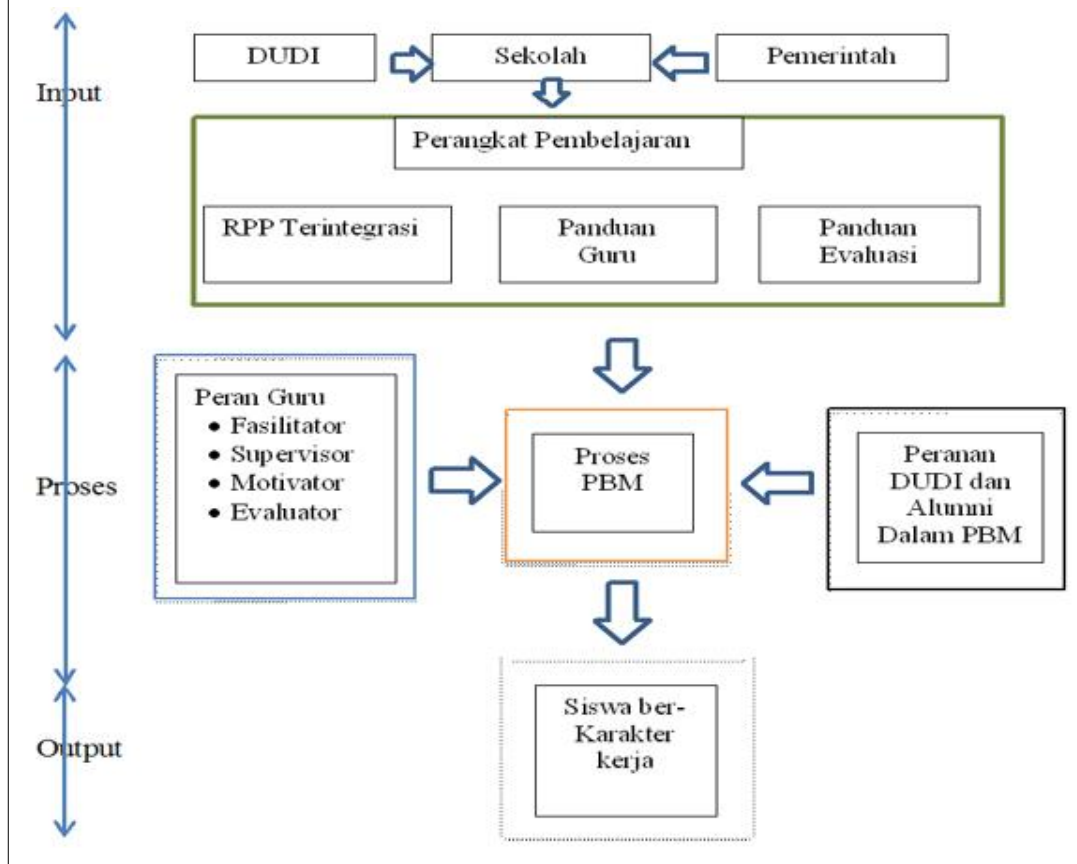 DUDI
Sekolah
Pemerintah
Input
Perangkat Pembelajaran
RPP Terintegrasi
Panduan
Guru
Panduan
Evaluasi
Proses
Peran Guru
• Fasilitator
• Supervisor
• Motivator
• Evaluator
Proses
PBM
Peranan
DUDI dan
Alumni
Dalam PBM
Output
Siswa ber-
Karakter
kerja